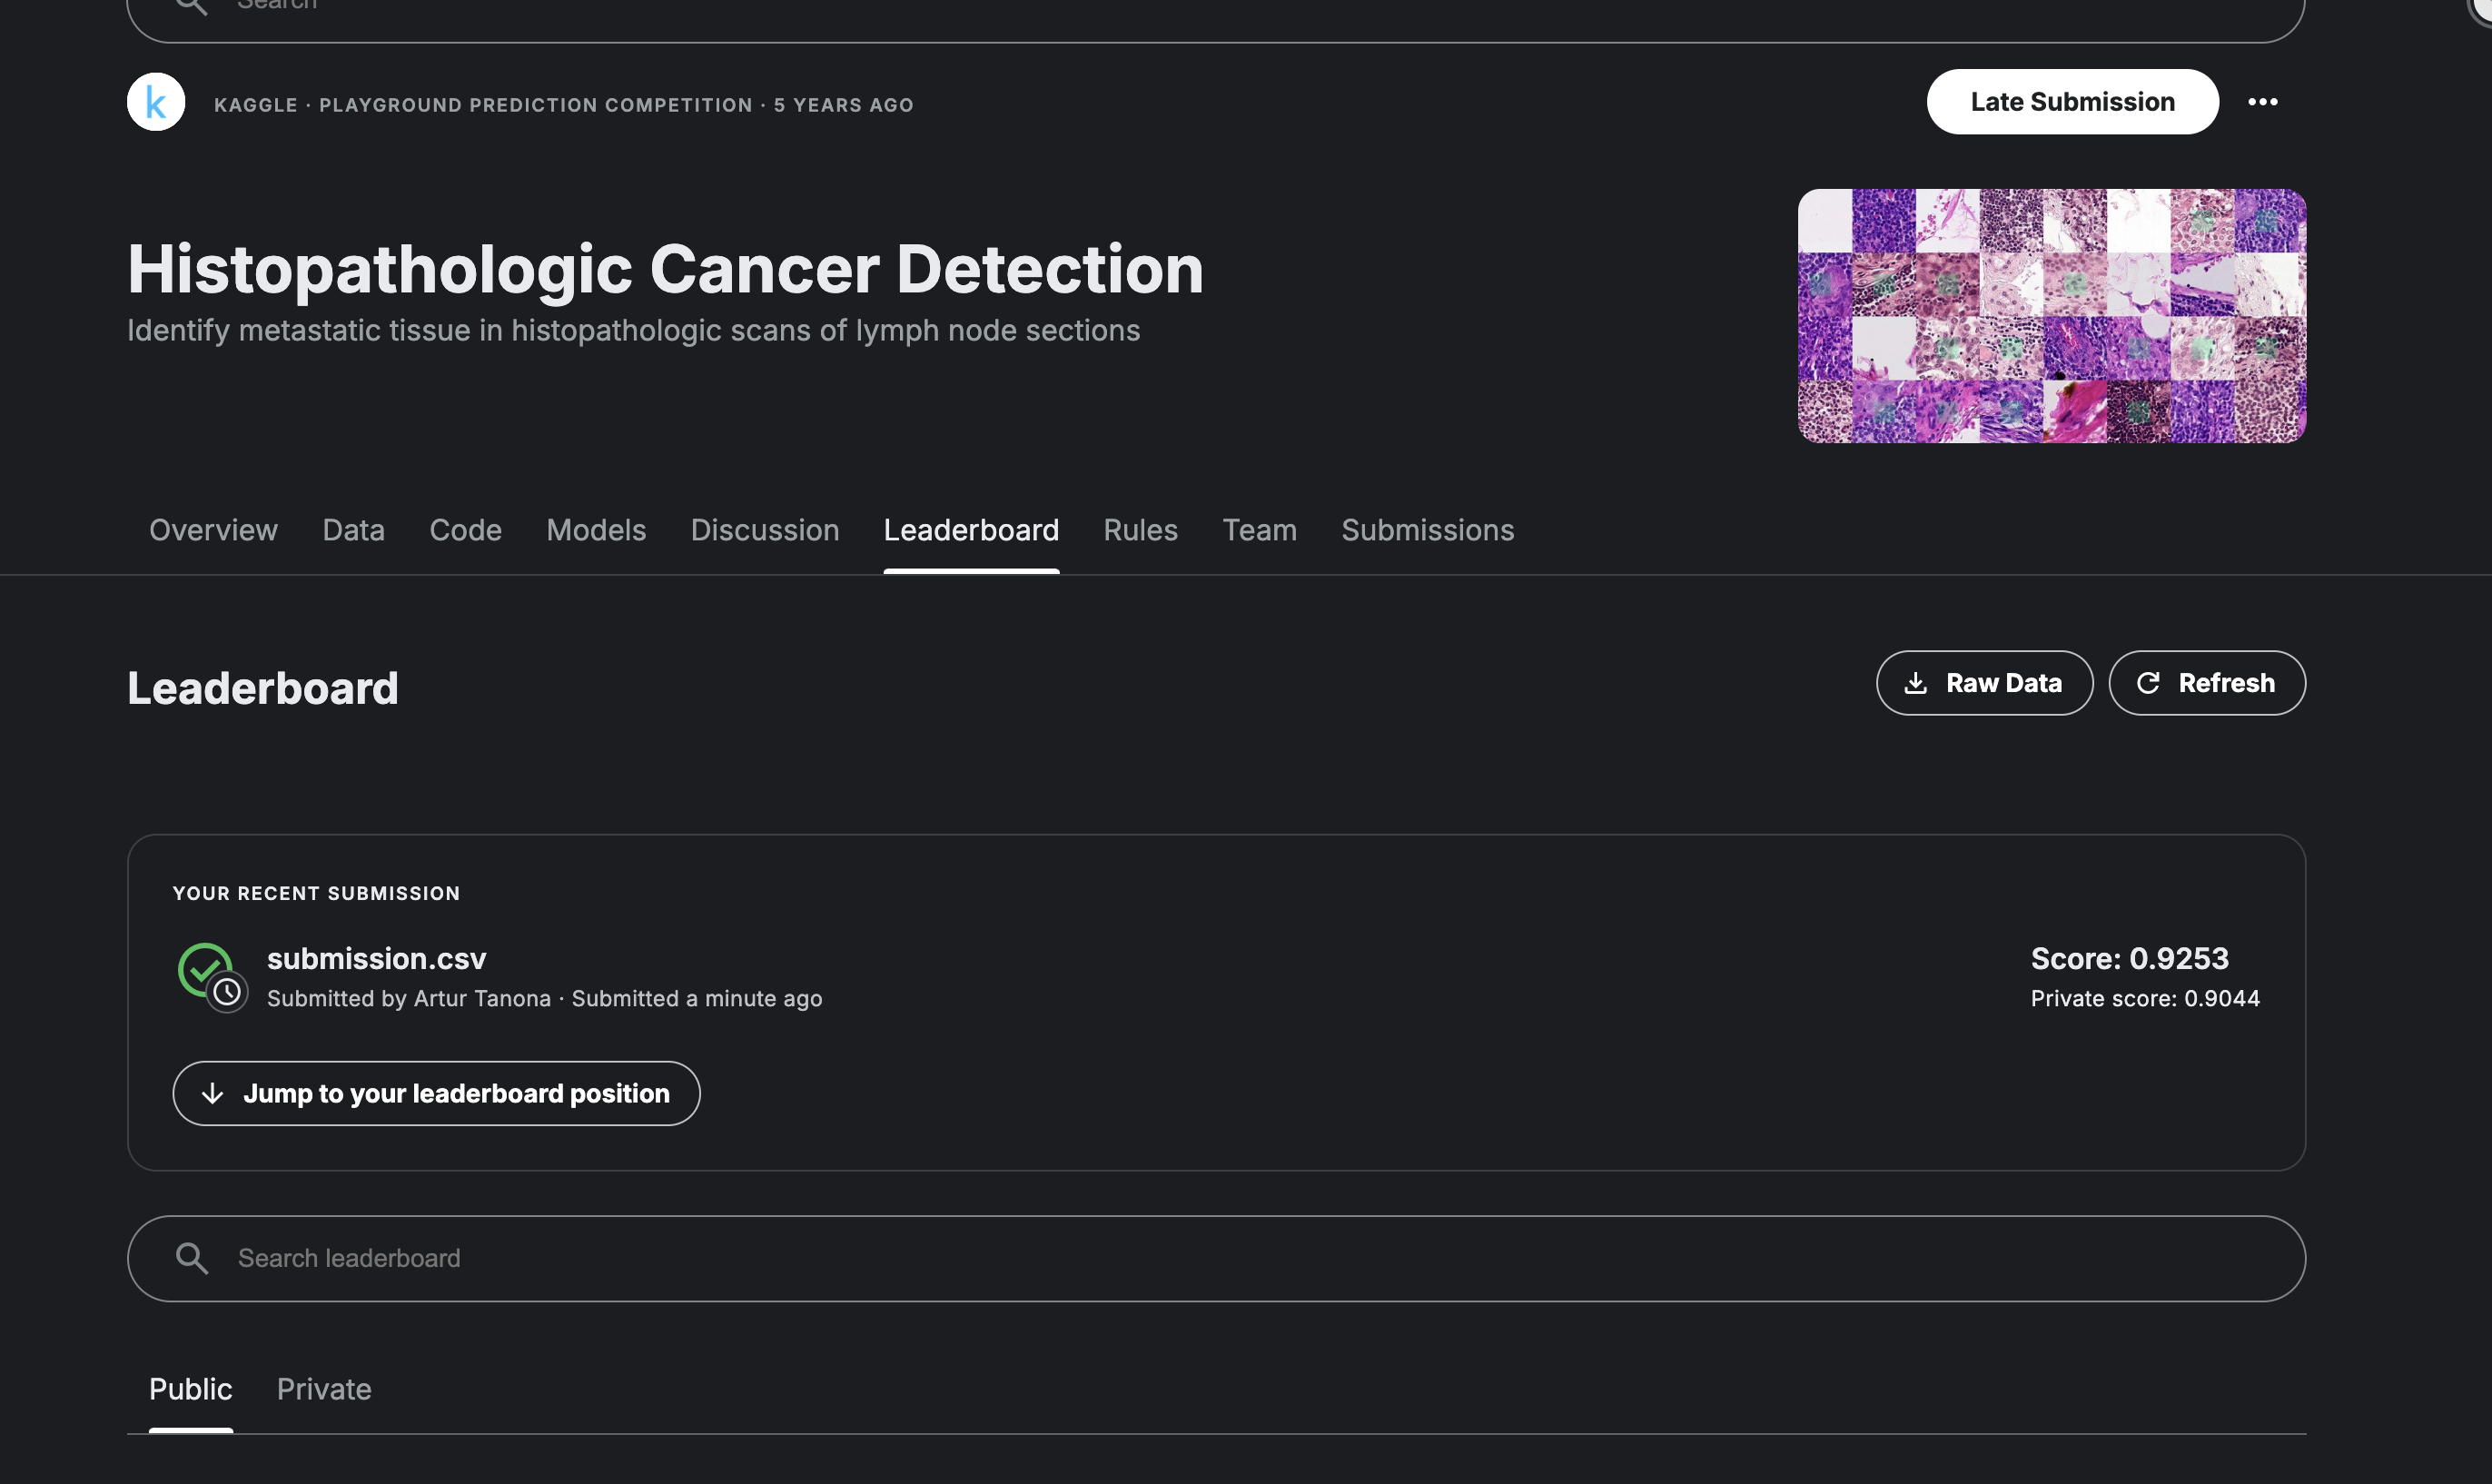 Search
k
KAGGLE · PLAYGROUND PREDICTION COMPETITION · 5 YEARS AGO
Late Submission
Histopathologic Cancer Detection
Identify metastatic tissue in histopathologic scans of lymph node sections
Overview Data Code Models Discussion Leaderboard Rules Team Submissions
Leaderboard
Raw Data
Refresh
YOUR RECENT SUBMISSION
submission.csv
Score: 0.9253
Submitted by Artur Tanona · Submitted a minute ago
Private score: 0.9044
Jump to your leaderboard position
Search leaderboard
Public Private